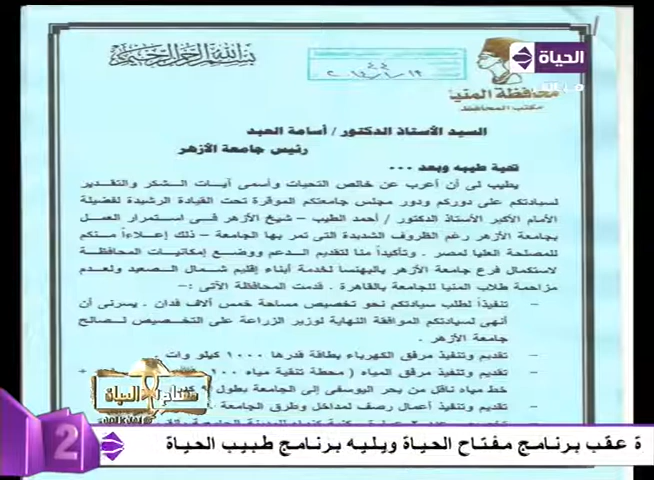 بسم الله الرحمن الرحيم
الحياة
محافظة المنيا
مكتب المحافظ
السيد الأستاذ الدكتور / أسامة العبد
رئيس جامعة الأزهر
تحية طيبه وبعد ...
يطيب لى أن أعرب عن خالص التحيات وأسمى آيات الشكر والتقدير
لسيادتكم على دوركم ودور مجلس جامعتكم الموقرة تحت القيادة الرشيدة لفضيلة
الأمام الأكبر الأستاذ الدكتور / أحمد الطيب – شيخ الأزهر فى استمرار العمل
بجامعة الأزهر رغم الظروف الشديدة التى تمر بها الجامعة – ذلك إعلاءاً منكم
للمصلحة العليا لمصر . وتأكيداً منا لتقديم الدعم ووضع إمكانيات المحافظة
لاستكمال فرع جامعة الأزهر بالبهنسا لخدمة أبناء إقليم شمال الصعيد ولعدم
مزاحمة طلاب المنيا للجامعة بالقاهرة . قدمت المحافظة الآتى :–
– تنفيذاً لطلب سيادتكم نحو تخصيص مساحة خمس ألاف فدان . يسرنى أن
أنهى لسيادتكم الموافقة النهاية لوزير الزراعة على التخصيص لصالح
جامعة الأزهر .
– تقديم وتنفيذ مرفق الكهرباء بطاقة قدرها ١٠٠٠ كيلو وات .
– تقديم وتنفيذ مرفق المياه ( محطة تنقية مياه ١٠٠
خط مياه ناقل من بحر اليوسفى إلى الجامعة بطول
– تقديم وتنفيذ أعمال رصف لمداخل وطرق الجامعة
مفتاح الحياة
2
ة عقب برنامج مفتاح الحياة ويليه برنامج طبيب الحياة